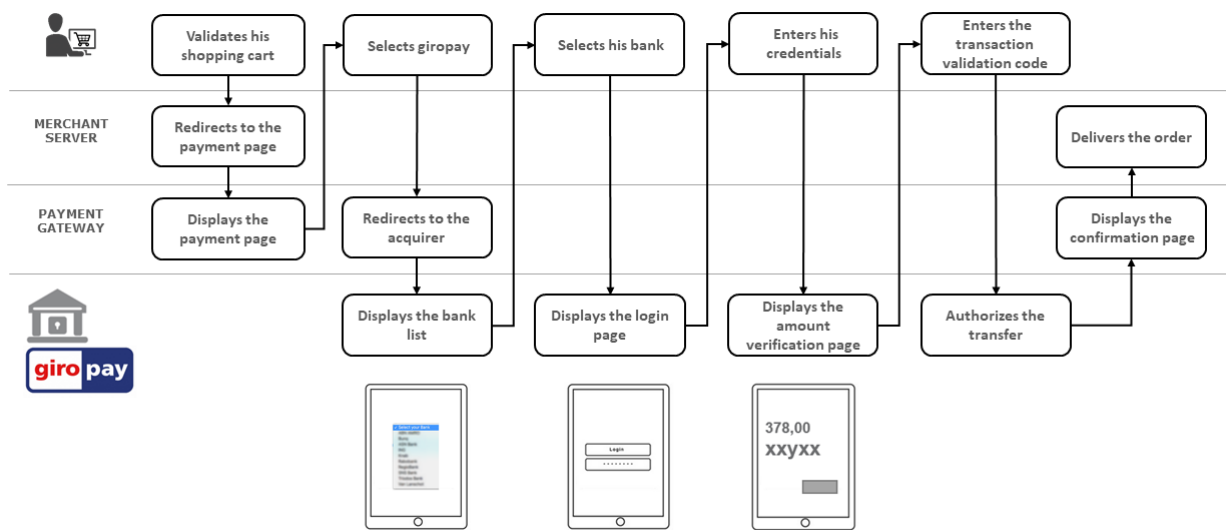 Validates his
shopping cart
Selects giropay
Selects his bank
Enters his
credentials
Enters the
transaction
validation code
MERCHANT
SERVER
Redirects to the
payment page
Delivers the order
PAYMENT
GATEWAY
Displays the
payment page
Redirects to the
acquirer
Displays the
confirmation page
Displays the bank
list
Displays the login
page
Displays the
amount
verification page
Authorizes the
transfer
giro pay
Select your Bank
Login
378,00
xxyxx